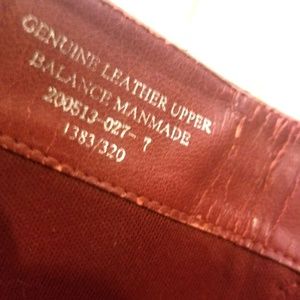 GENUINE LEATHER UPPER
BALANCE MANMADE
200513-027- 7
1383/320